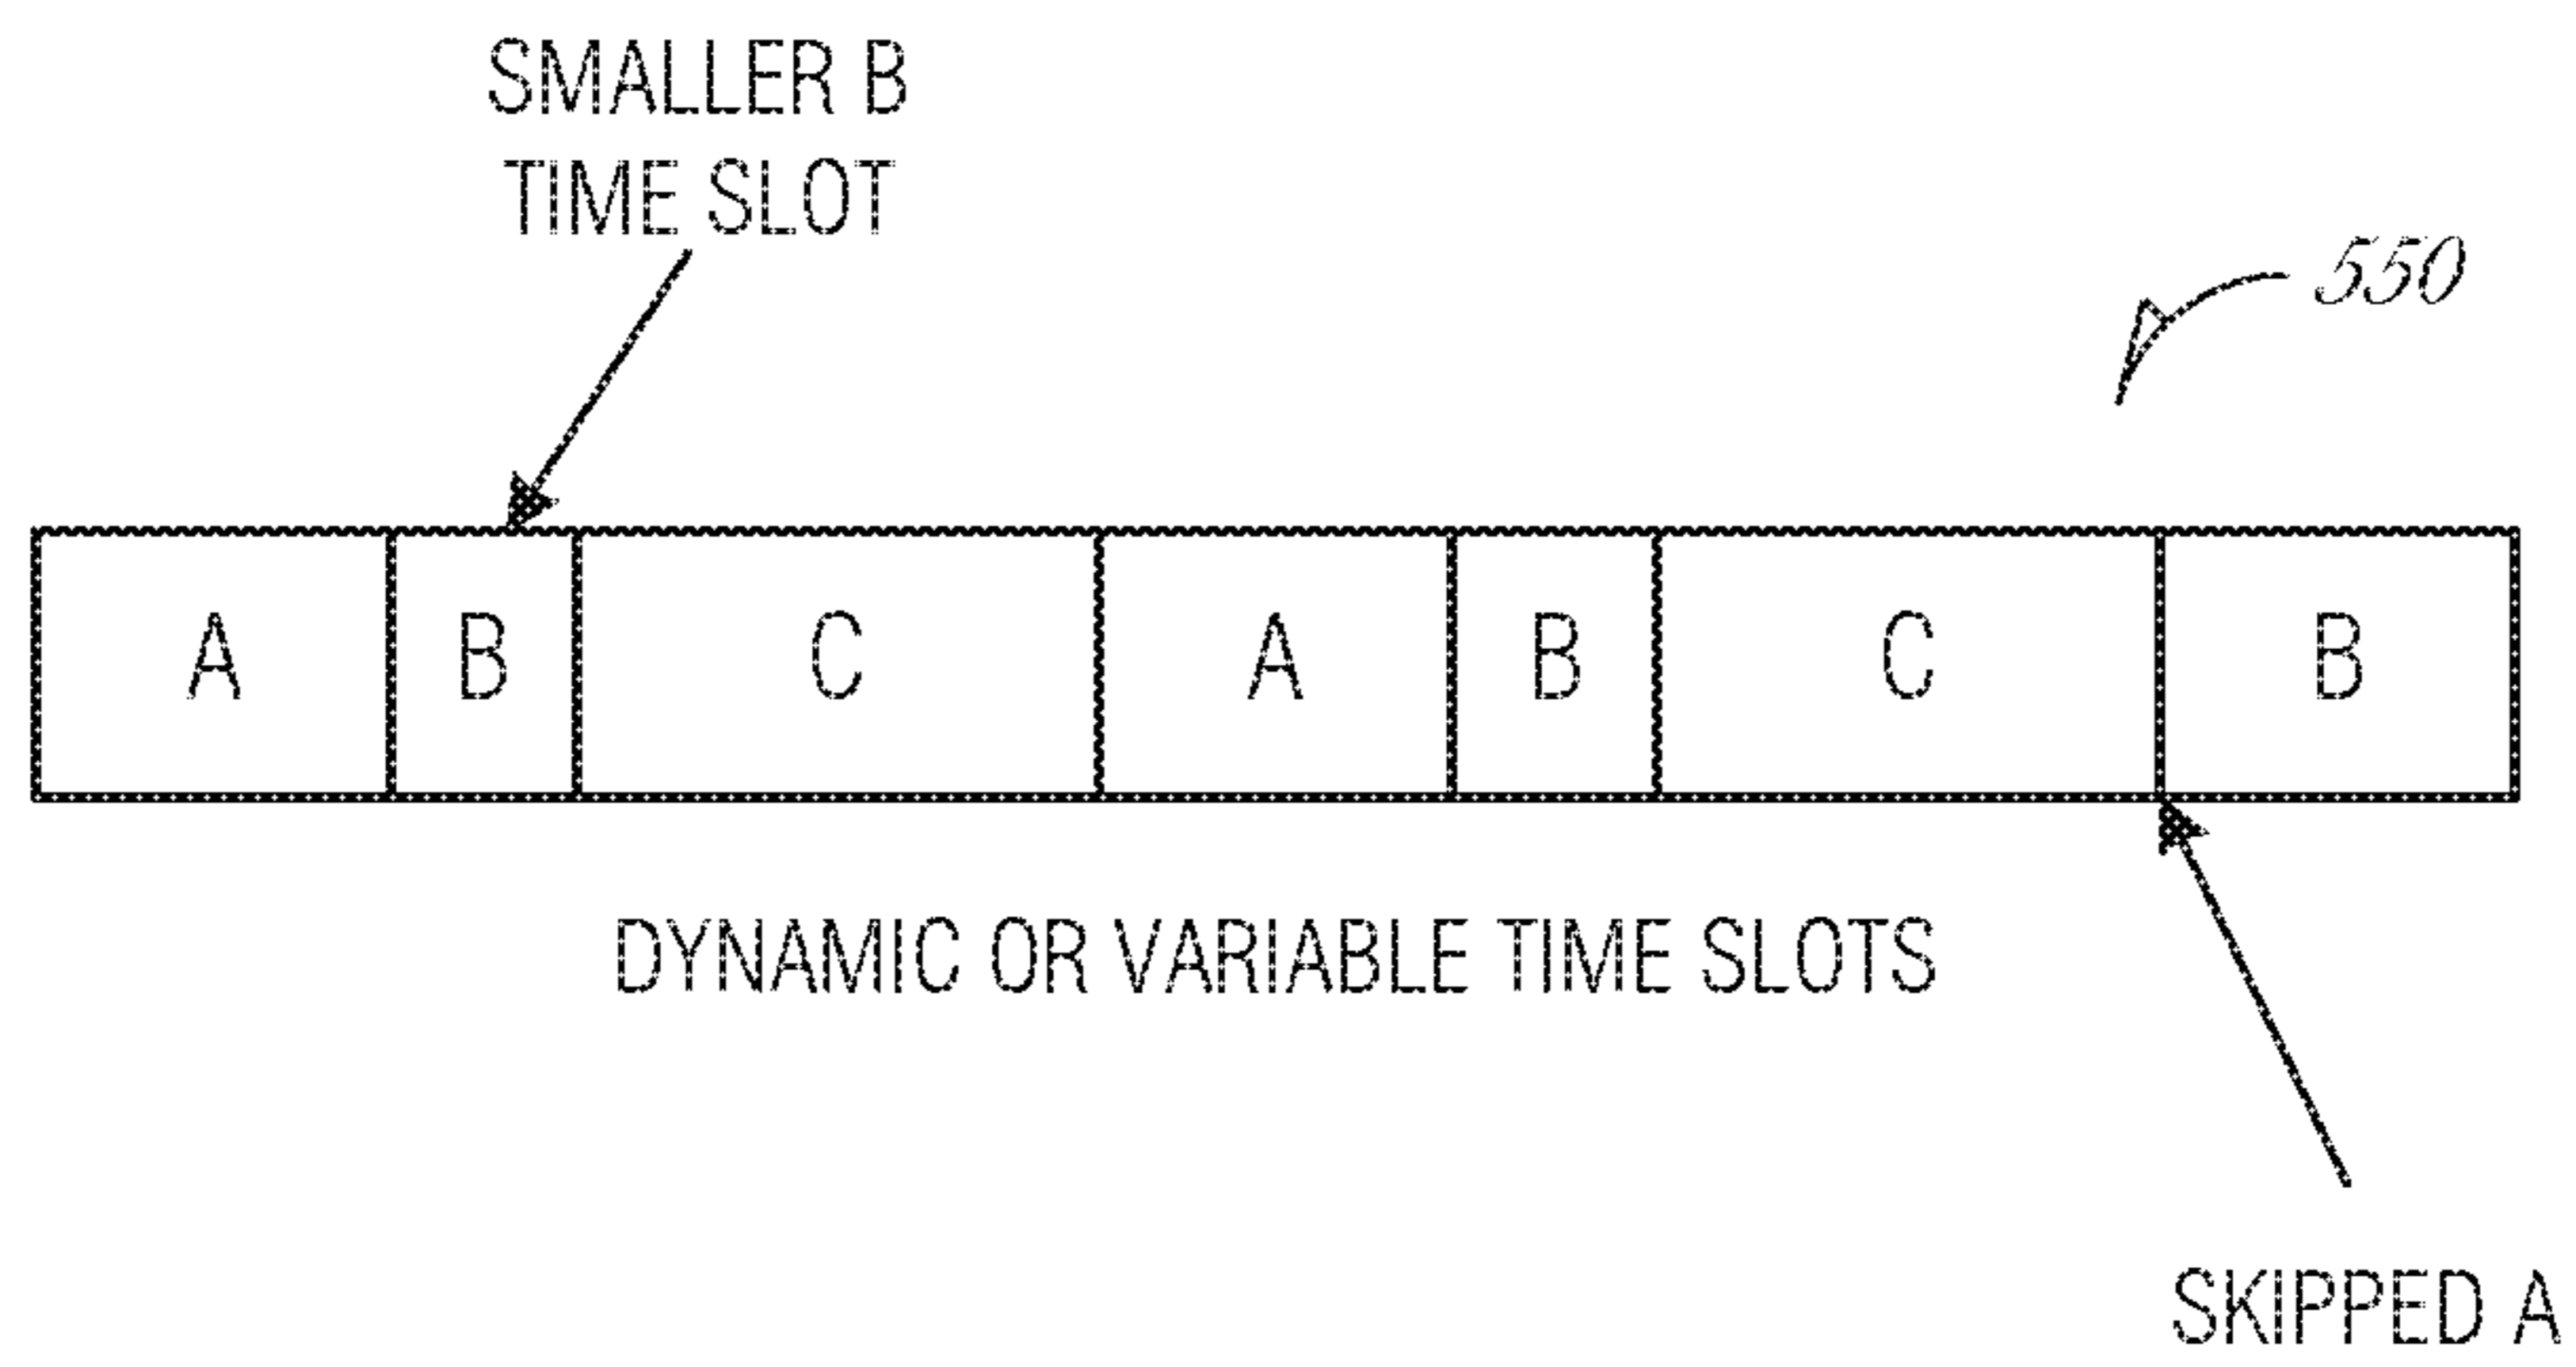 SMALLER B
TIME SLOT
550
A B C A B C B
DYNAMIC OR VARIABLE TIME SLOTS
SKIPPED A